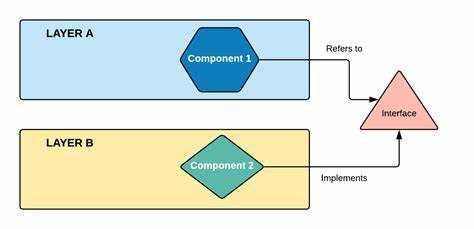 LAYER A
Component 1
Refers to
Interface
LAYER B
Component 2
Implements